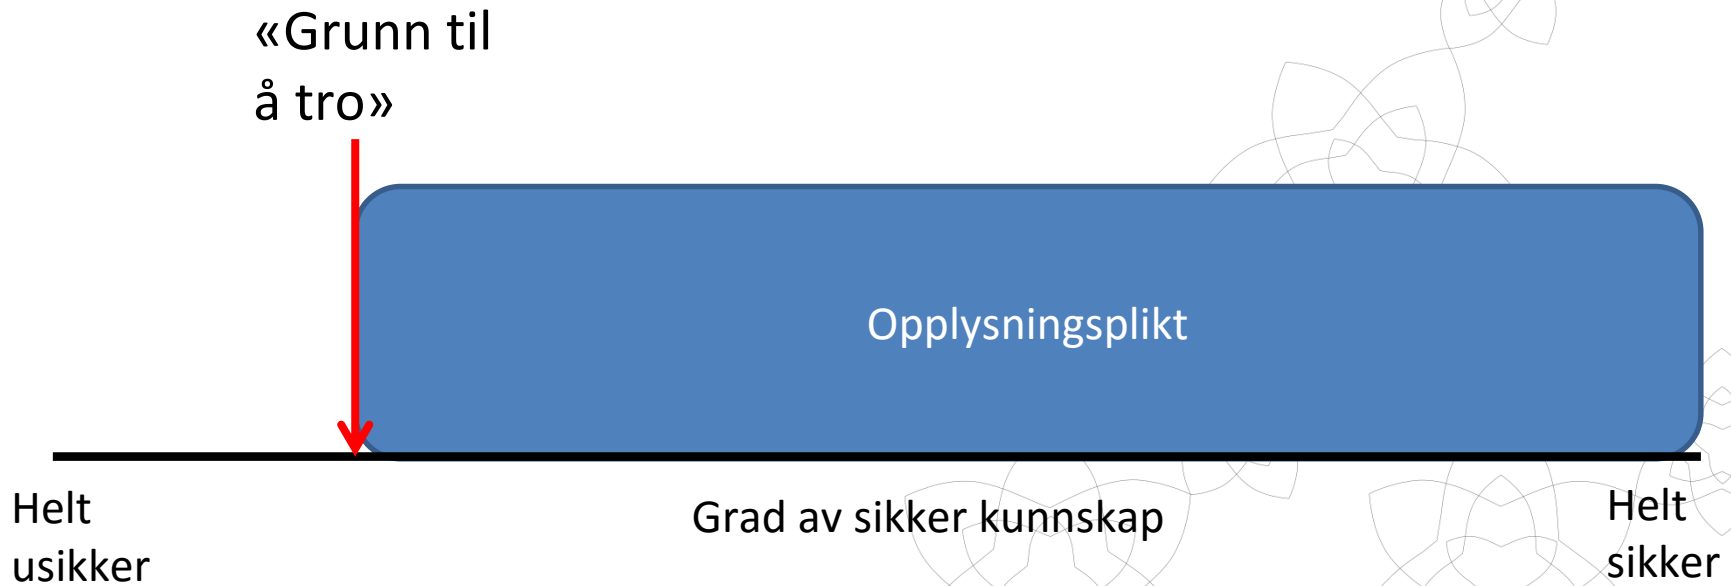 «Grunn til
å tro»
Opplysningsplikt
Helt
usikker
Grad av sikker kunnskap
Helt
sikker